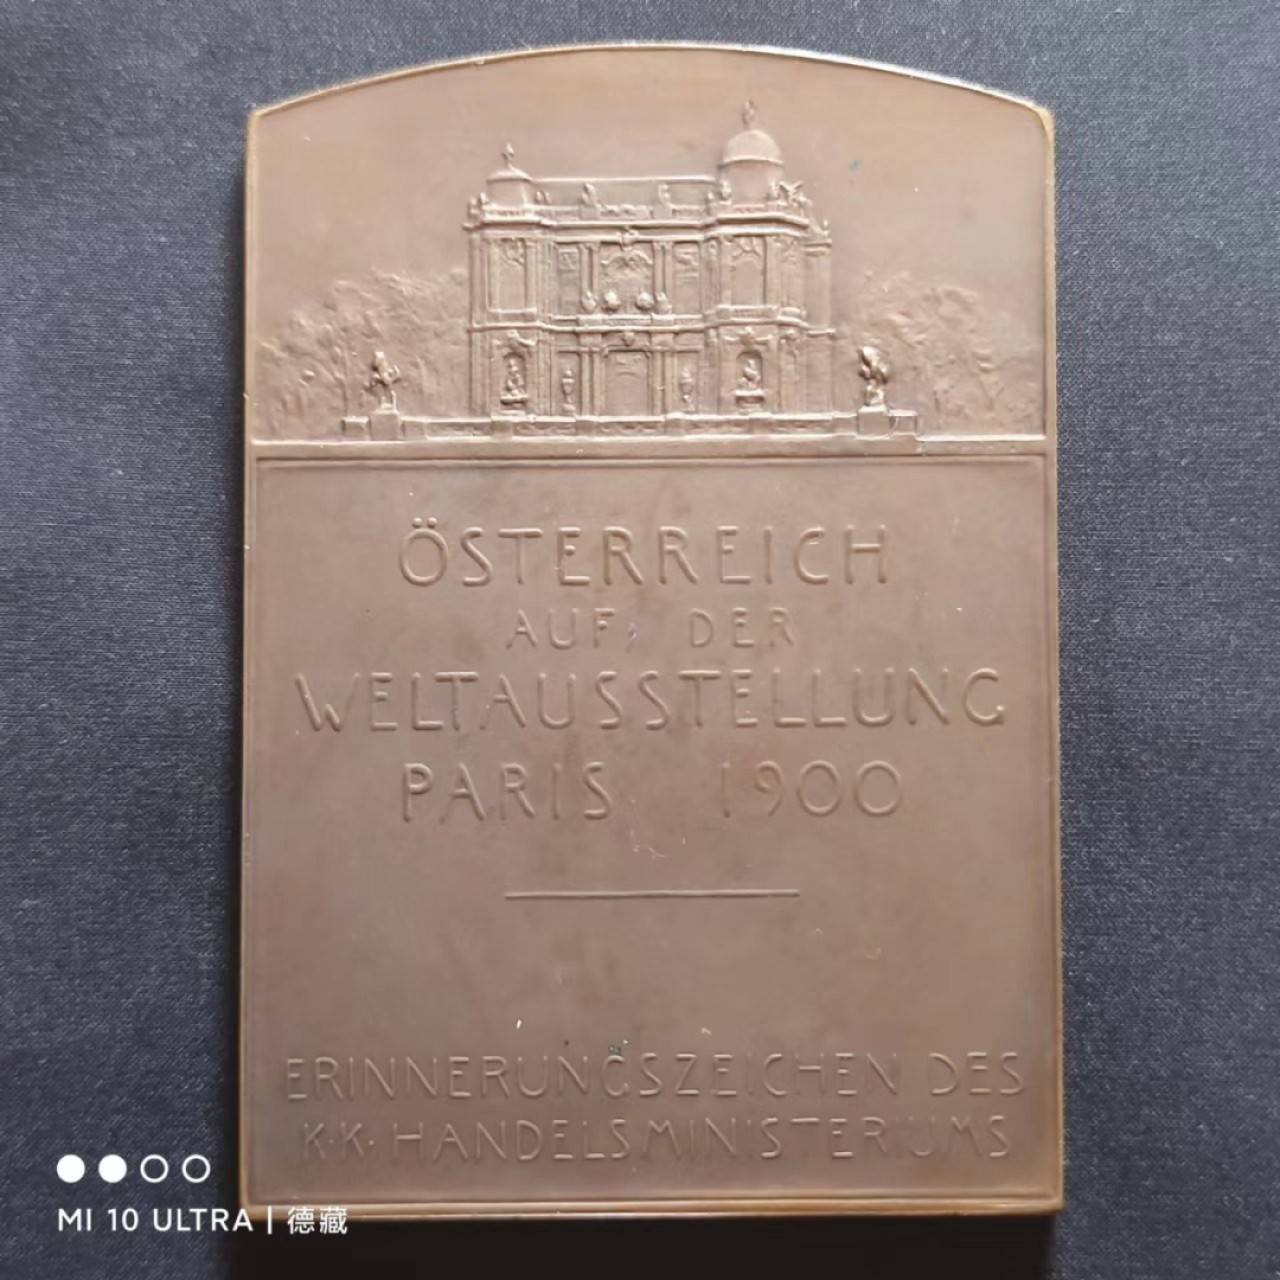 ÖSTERREICH
AUF DER
WELTAUSSTELLUNG
PARIS 1900
ERINNERUNGSZEICHEN DES
K·K·HANDELSMINISTERIUMS
MI 10 ULTRA | 德藏